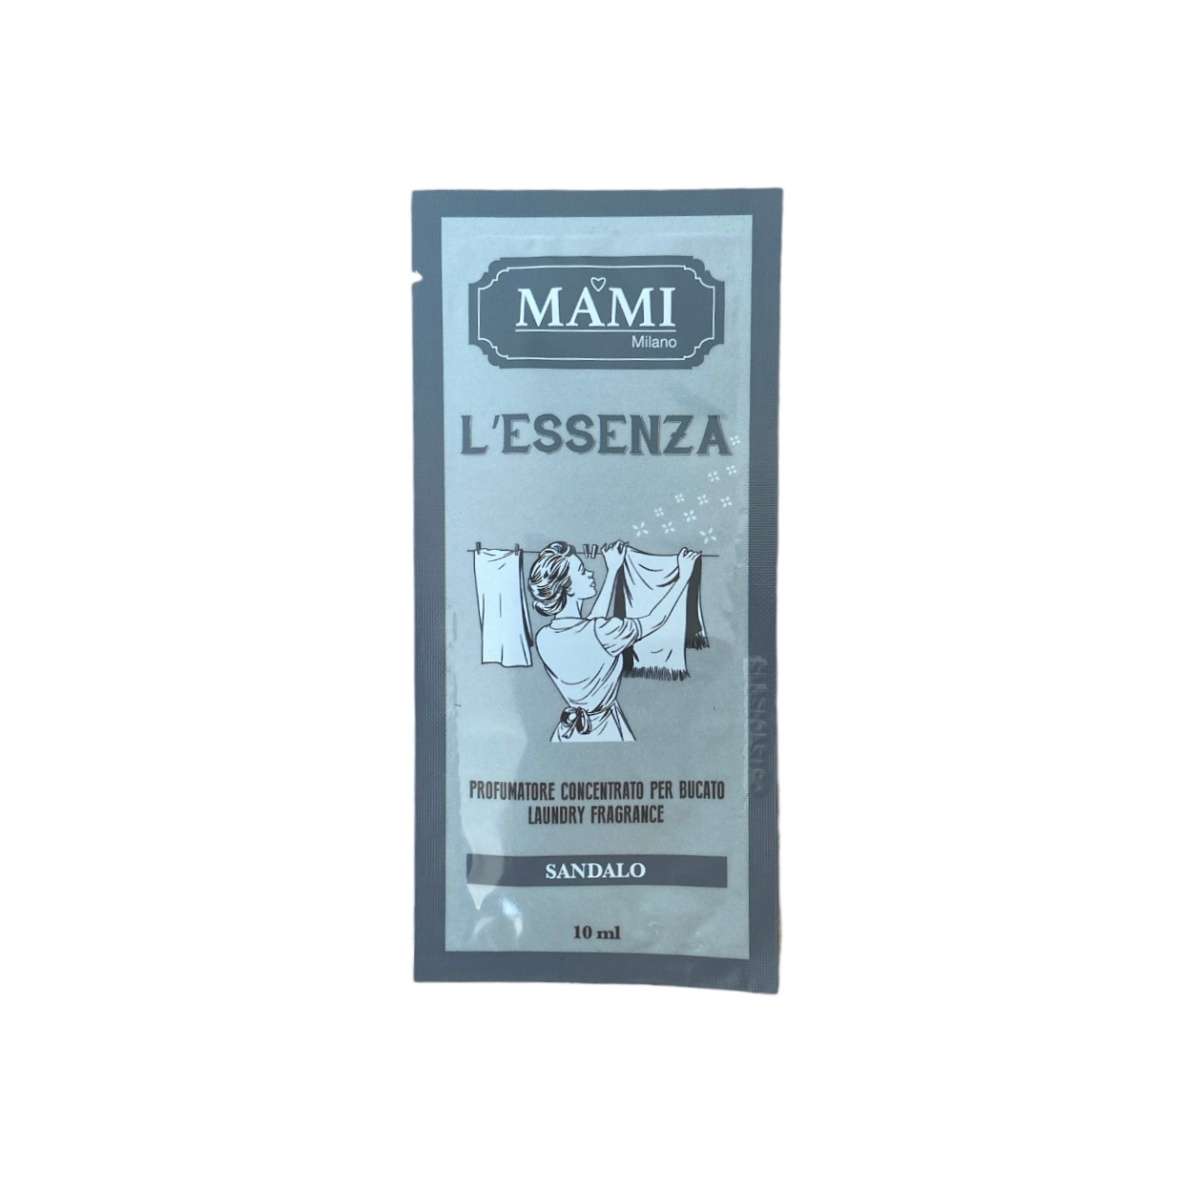 MAMI
Milano
L'ESSENZA
PROFUMATORE CONCENTRATO PER BUCATO
LAUNDRY FRAGRANCE
SANDALO
10 ml